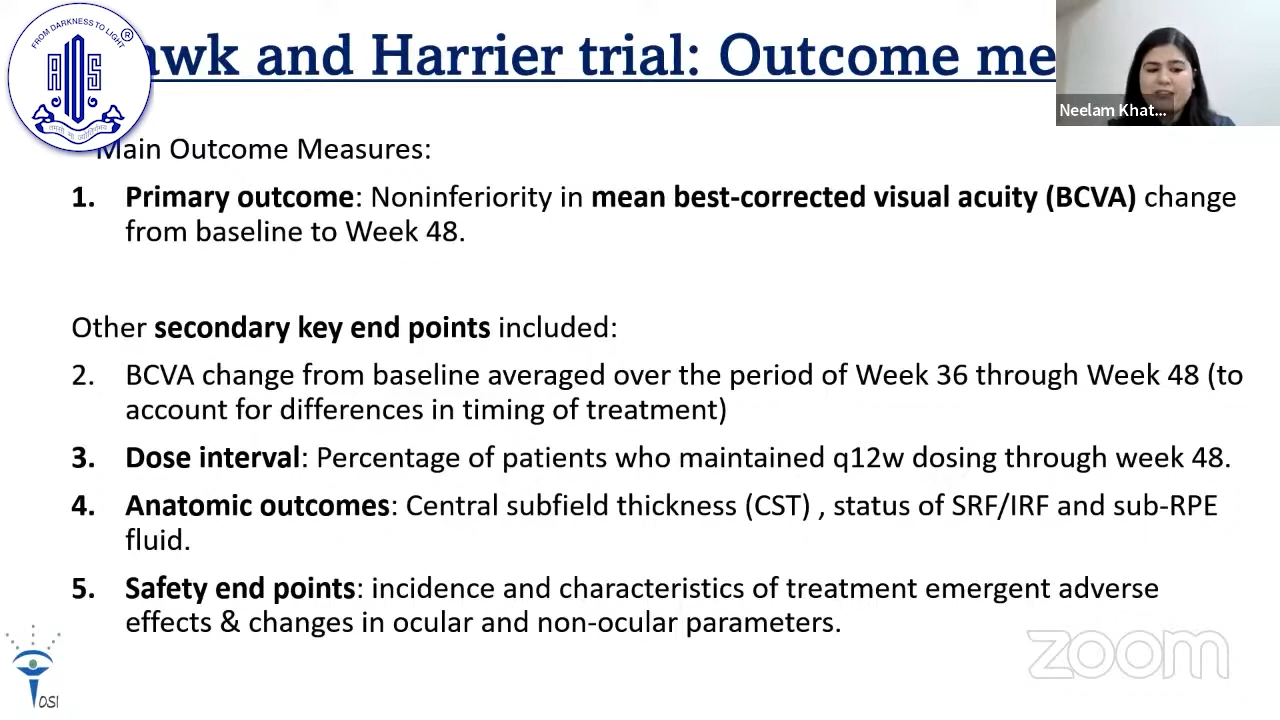 FROM DARKNESS TO LIGHT
®
awk and Harrier trial: Outcome me
Neelam Khat...
AIIMS
तमसो मा ज्योतिर्गमय
Main Outcome Measures:
1. Primary outcome: Noninferiority in mean best-corrected visual acuity (BCVA) change
from baseline to Week 48.
Other secondary key end points included:
2. BCVA change from baseline averaged over the period of Week 36 through Week 48 (to
account for differences in timing of treatment)
3. Dose interval: Percentage of patients who maintained q12w dosing through week 48.
4. Anatomic outcomes: Central subfield thickness (CST) , status of SRF/IRF and sub-RPE
fluid.
5. Safety end points: incidence and characteristics of treatment emergent adverse
effects & changes in ocular and non-ocular parameters.
zoom
OSI